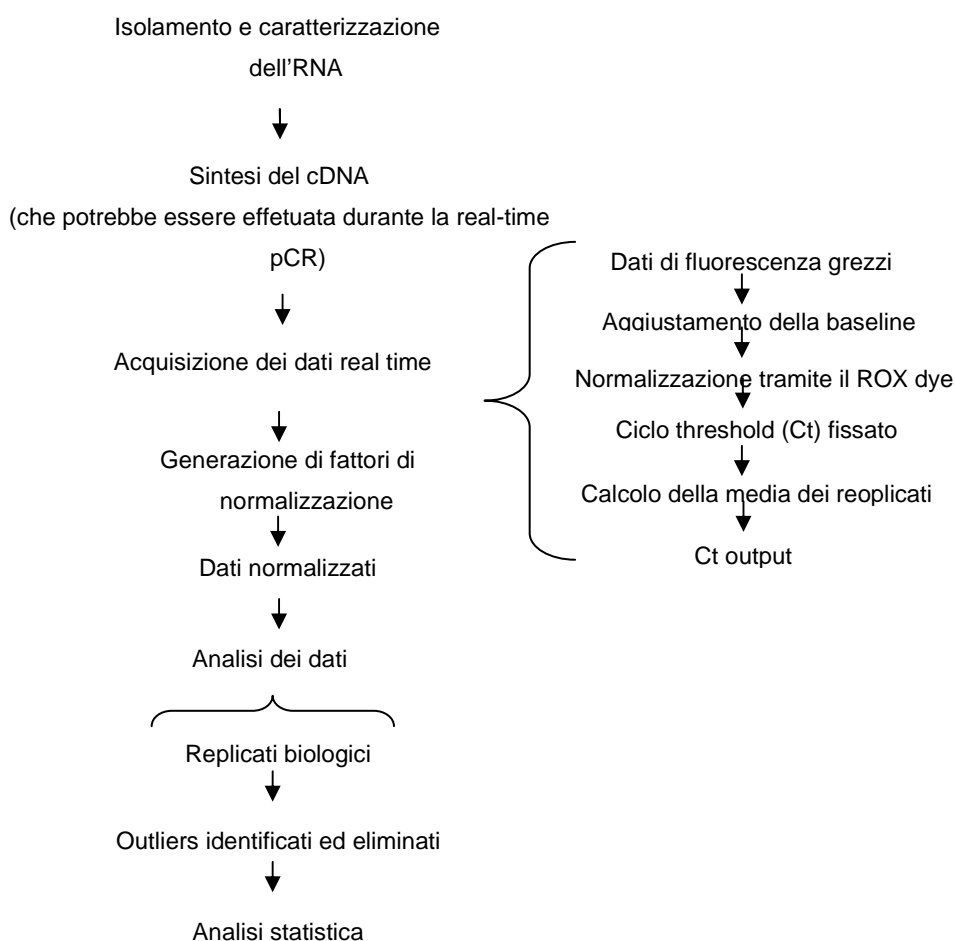 Isolamento e caratterizzazione
dell'RNA
Sintesi del cDNA
(che potrebbe essere effetuata durante la real-time
pCR)
Acquisizione dei dati real time
Generazione di fattori di
normalizzazione
Dati normalizzati
Analisi dei dati
Replicati biologici
Outliers identificati ed eliminati
Analisi statistica
Dati di fluorescenza grezzi
Aggiustamento della baseline
Normalizzazione tramite il ROX dye
Ciclo threshold (Ct) fissato
Calcolo della media dei reoplicati
Ct output